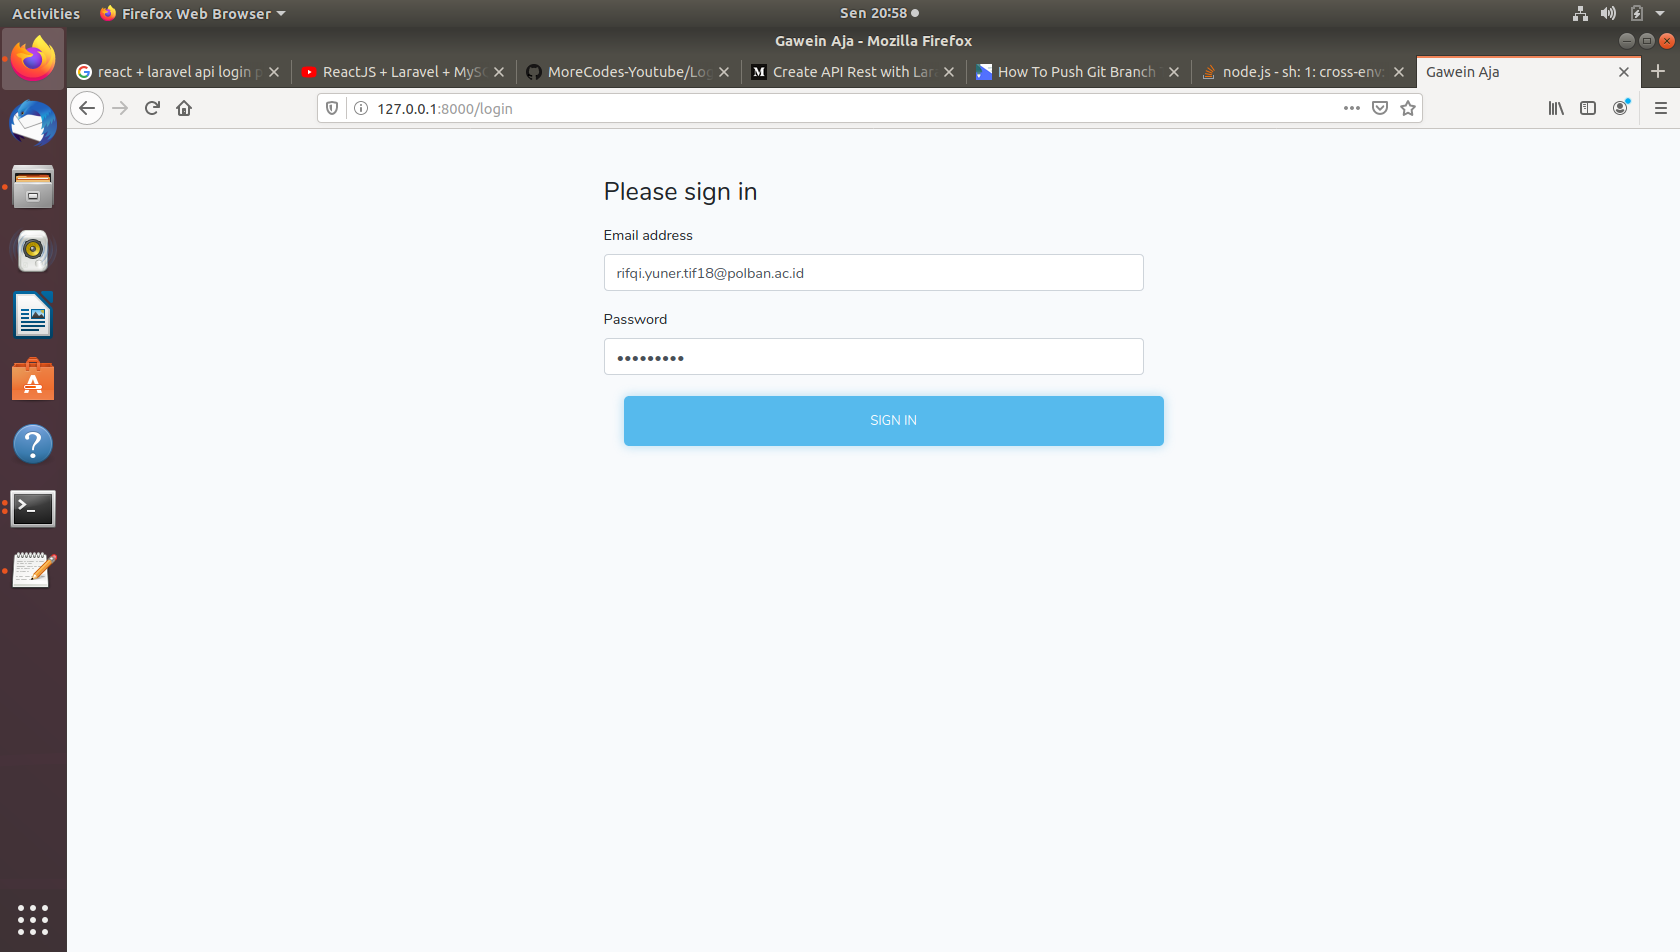 Activities Firefox Web Browser Sen 20:58
Gawein Aja - Mozilla Firefox
react + laravel api login ReactJS + Laravel + MyS MoreCodes-Youtube/Log Create API Rest with Lar How To Push Git Branch node.js - sh: 1: cross-env: Gawein Aja
127.0.0.1:8000/login
Please sign in
Email address
rifqi.yuner.tif18@polban.ac.id
Password
•••••••••
SIGN IN